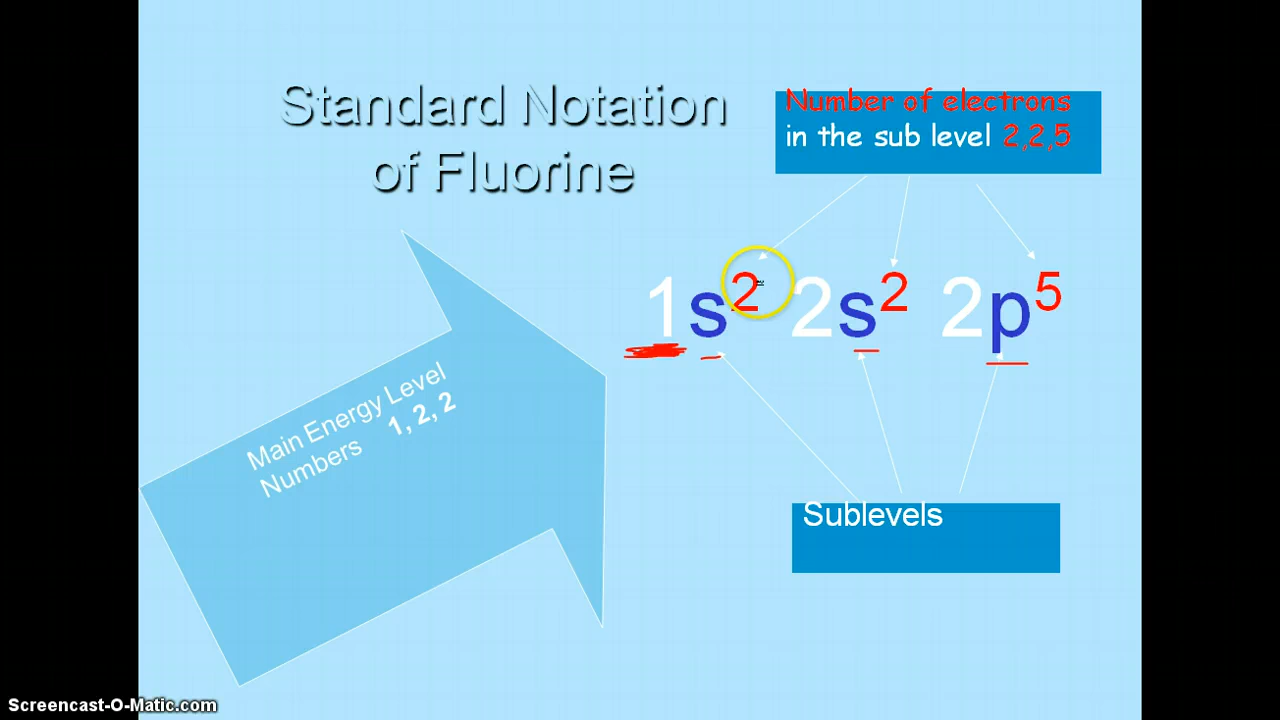 Standard Notation
of Fluorine
Number of electrons
in the sub level 2,2,5
1s² 2s² 2p⁵
Main Energy Level
Numbers 1, 2, 2
Sublevels
Screencast-O-Matic.com